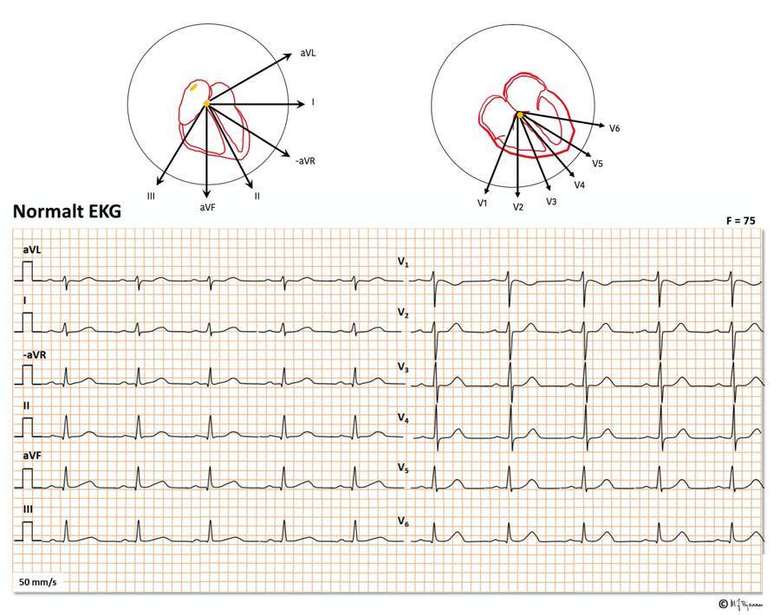 aVL
I
-aVR
II
aVF
III
V6
V5
V4
V3
V2
V1
Normalt EKG
F = 75
aVL
I
-aVR
II
aVF
III
V1
V2
V3
V4
V5
V6
50 mm/s
©